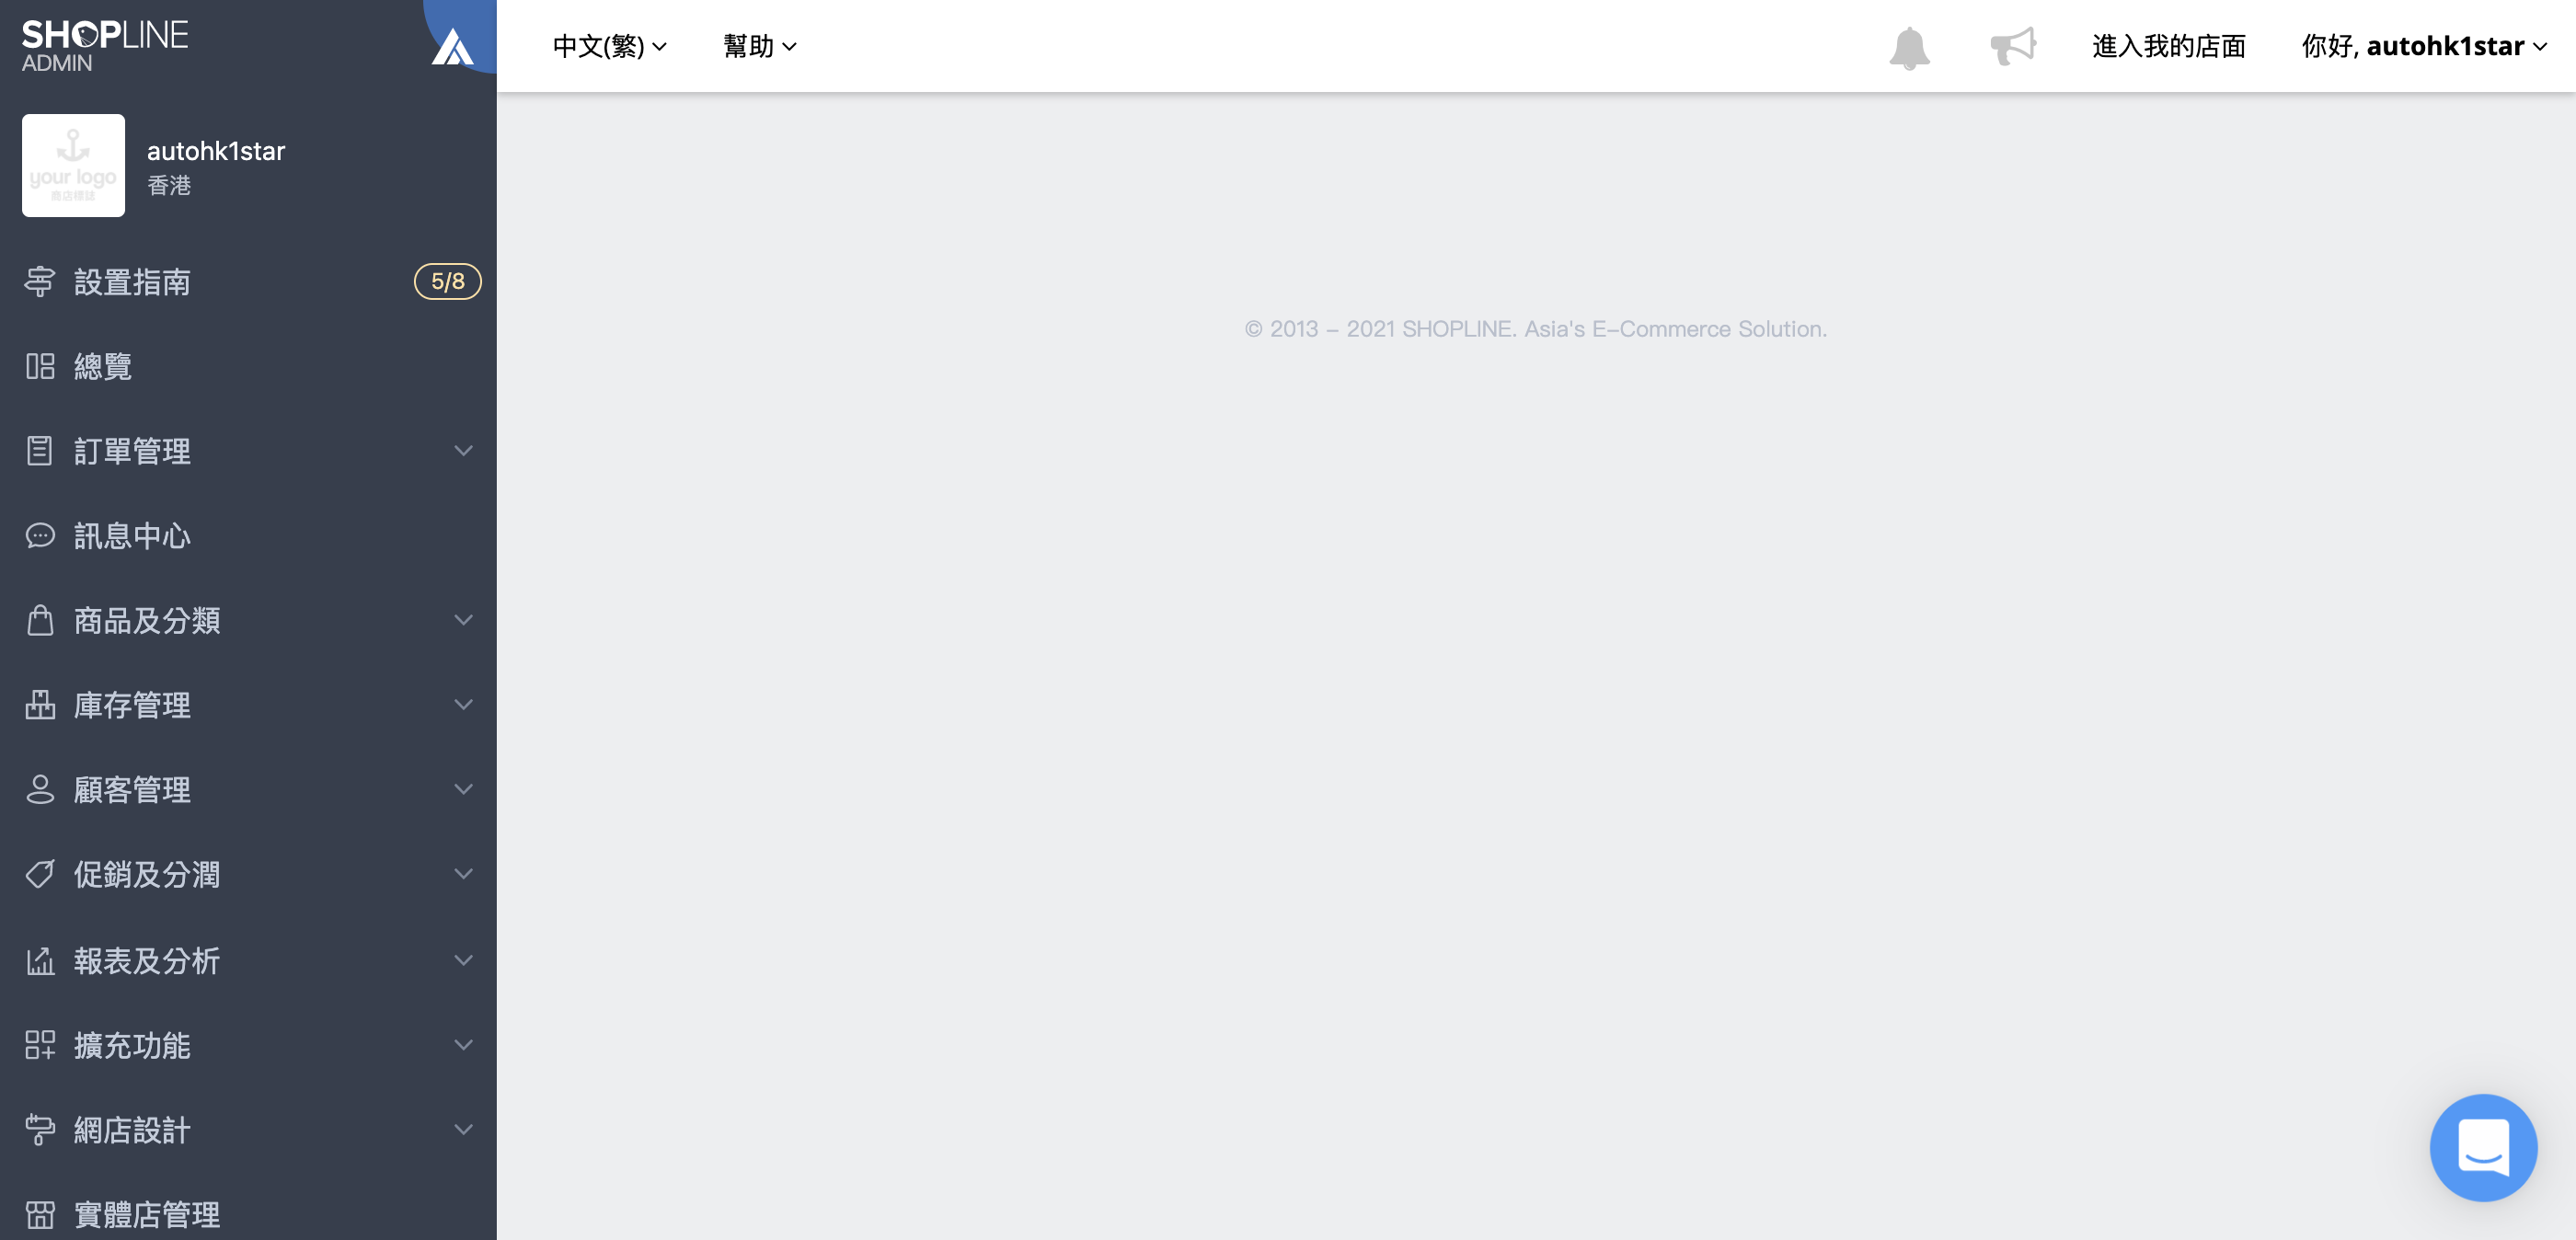 SHOPLINE
ADMIN
中文(繁)
幫助
進入我的店面
你好, autohk1star
your logo
商店標誌
autohk1star
香港
設置指南
5/8
總覽
訂單管理
訊息中心
商品及分類
庫存管理
顧客管理
促銷及分潤
報表及分析
擴充功能
網店設計
實體店管理
© 2013 – 2021 SHOPLINE. Asia's E–Commerce Solution.